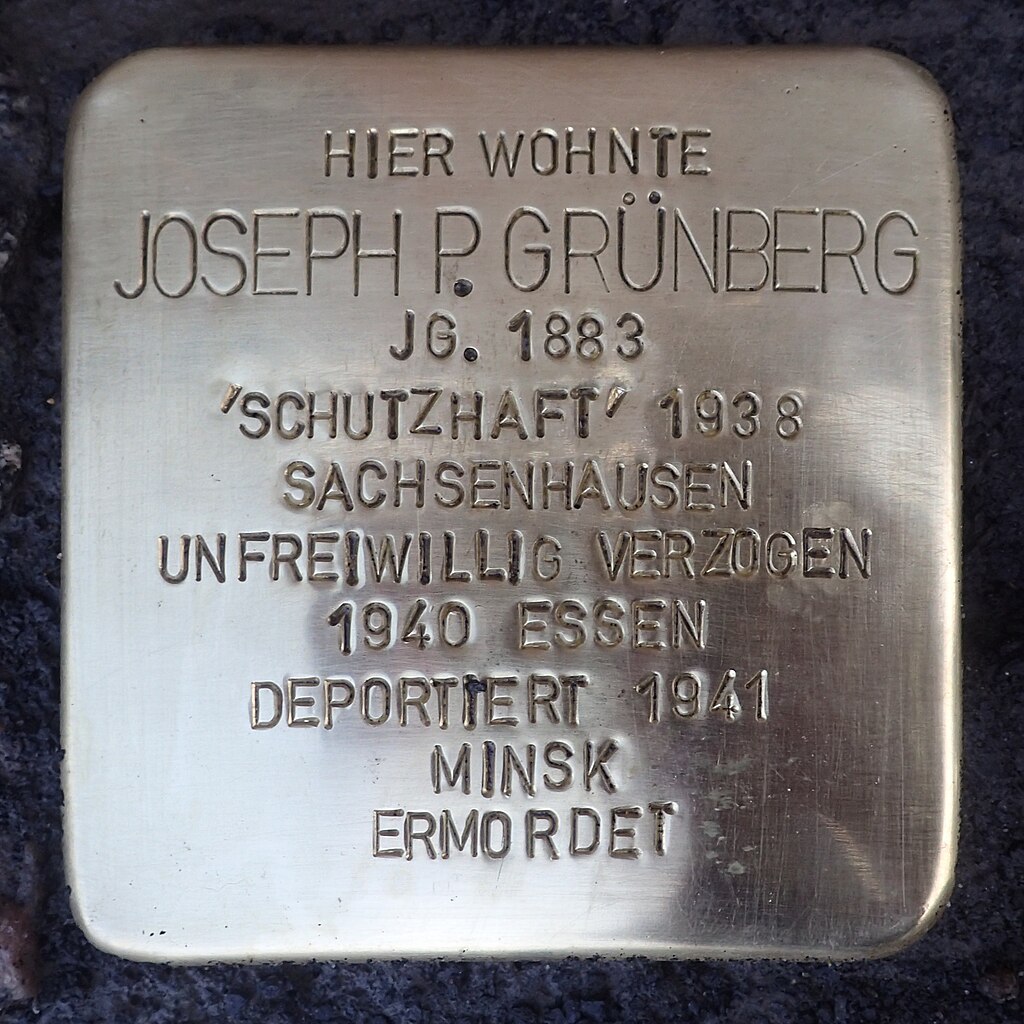 HIER WOHNTE
JOSEPH P. GRÜNBERG
JG. 1883
'SCHUTZHAFT' 1938
SACHSENHAUSEN
UNFREIWILLIG VERZOGEN
1940 ESSEN
DEPORTIERT 1941
MINSK
ERMORDET